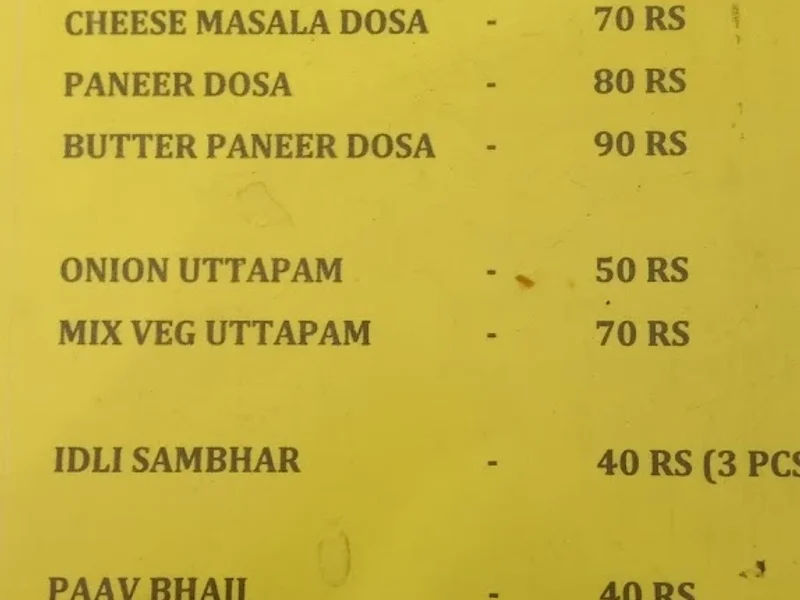 CHEESE MASALA DOSA - 70 RS
PANEER DOSA - 80 RS
BUTTER PANEER DOSA - 90 RS
ONION UTTAPAM - 50 RS
MIX VEG UTTAPAM - 70 RS
IDLI SAMBHAR - 40 RS (3 PCS
PAAV BHAJI - 40 RS